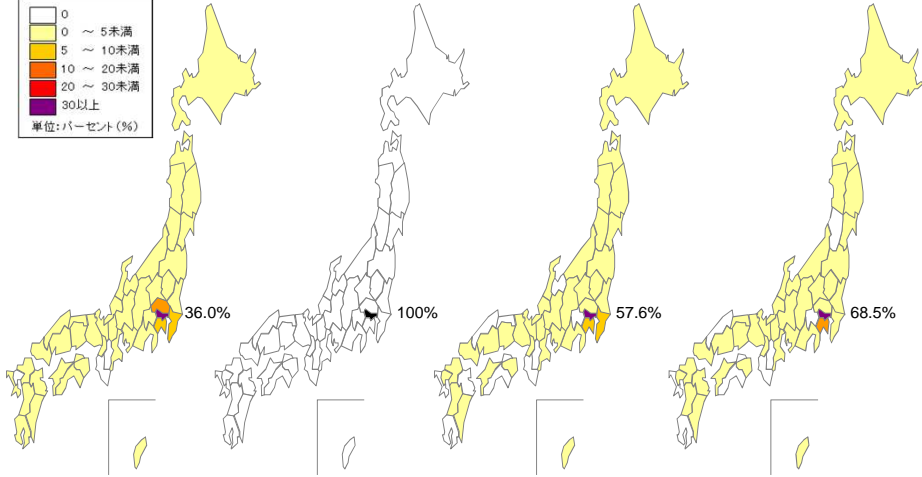 0
0 ～ 5未満
5 ～ 10未満
10 ～ 20未満
20 ～ 30未満
30以上
単位：パーセント(%)
36.0%
100%
57.6%
68.5%